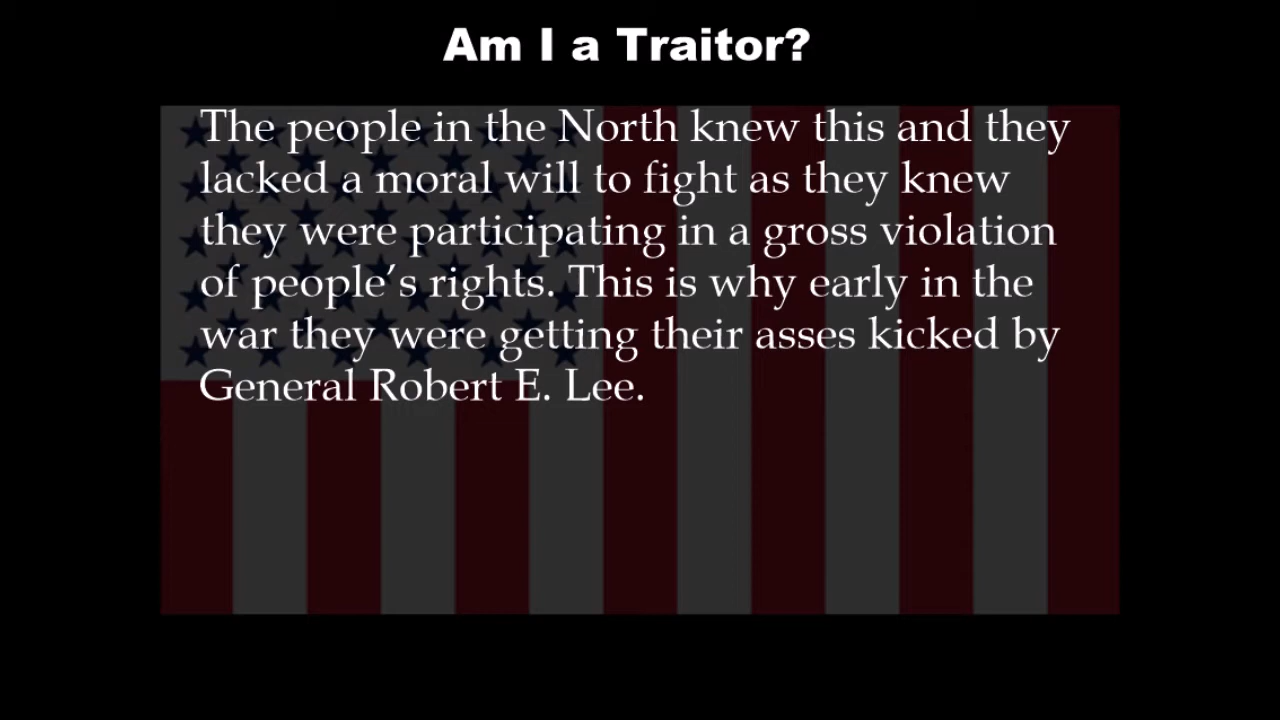 Am I a Traitor?
The people in the North knew this and they
lacked a moral will to fight as they knew
they were participating in a gross violation
of people’s rights. This is why early in the
war they were getting their asses kicked by
General Robert E. Lee.